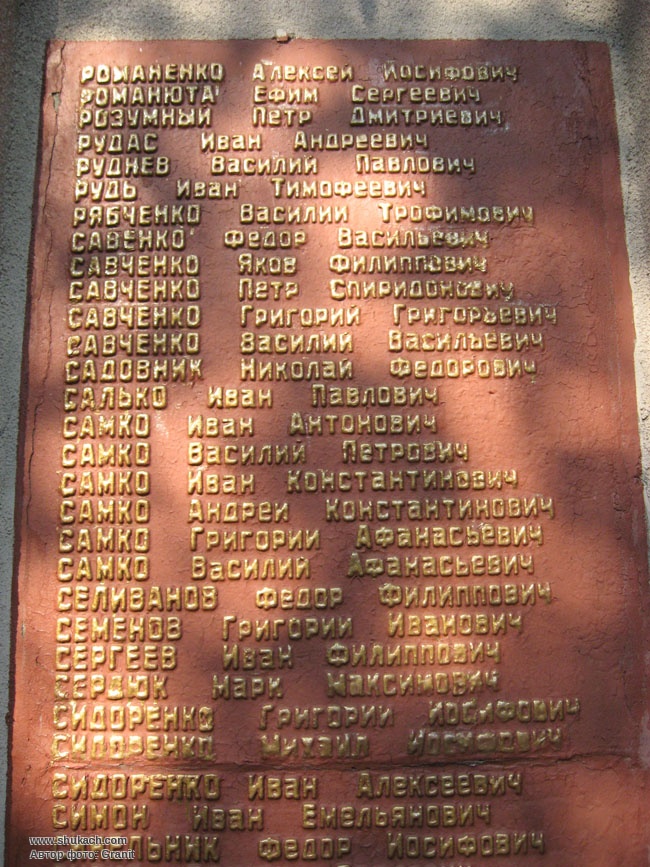 РОМАНЕНКО Алексей Иосифович
РОМАНЮТА Ефим Сергеевич
РОЗУМНЫЙ Петр Дмитриевич
РУДАС Иван Андреевич
РУДНЕВ Василий Павлович
РУДЬ Иван Тимофеевич
РЯБЧЕНКО Василий Трофимович
САВЕНКО Федор Васильевич
САВЧЕНКО Яков Филиппович
САВЧЕНКО Петр Спиридонович
САВЧЕНКО Григорий Григорьевич
САВЧЕНКО Василий Васильевич
САДОВНИК Николай Федорович
САЛЬКО Иван Павлович
САМКО Иван Антонович
САМКО Василий Петрович
САМКО Иван Константинович
САМКО Андрей Константинович
САМКО Григорий Афанасьевич
САМКО Василий Афанасьевич
СЕЛИВАНОВ Федор Филиппович
СЕМЕНОВ Григорий Иванович
СЕРГЕЕВ Иван Филиппович
СЕРДЮК Марк Максимович
СИДОРЕНКО Григорий Иосифович
СИДОРЕНКО Михаил Иосифович
СИДОРЕНКО Иван Алексеевич
СИМОН Иван Емельянович
Федор Иосифович
www.shukach.com
Автор фото: Granit